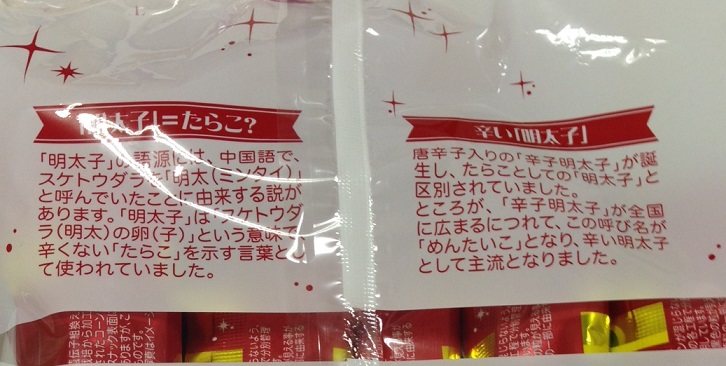 「明太子」＝たらこ？
「明太子」の語源には、中国語で、
スケトウダラを「明太（ミンタイ）」
と呼んでいたことに由来する説が
あります。「明太子」は「スケトウダ
ラ（明太）の卵（子）」という意味で、
辛くない「たらこ」を示す言葉とし
て使われていました。
辛い「明太子」
唐辛子入りの「辛子明太子」が誕
生し、たらことしての「明太子」と
区別されていました。
ところが、「辛子明太子」が全国
に広まるにつれて、この呼び名が
「めんたいこ」となり、辛い明太子
として主流となりました。